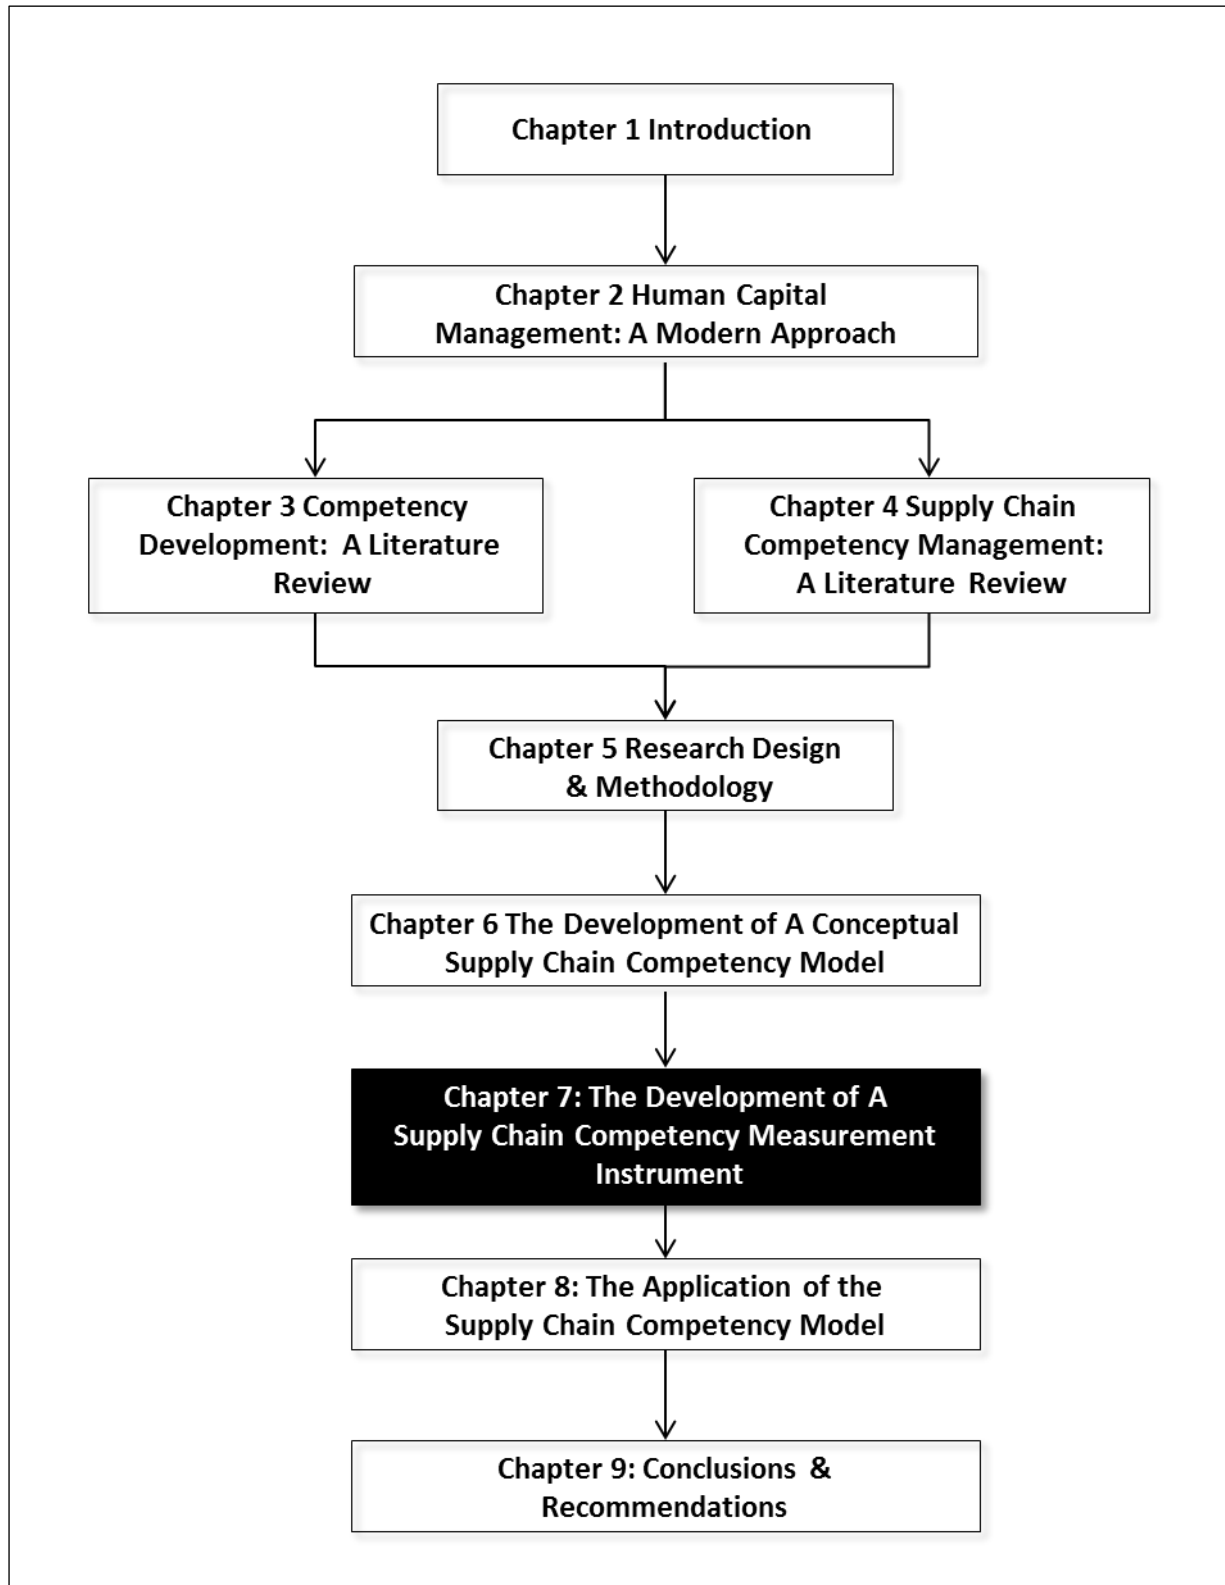 Chapter 1 Introduction
Chapter 2 Human Capital
Management: A Modern Approach
Chapter 3 Competency
Development: A Literature
Review
Chapter 4 Supply Chain
Competency Management:
A Literature Review
Chapter 5 Research Design
& Methodology
Chapter 6 The Development of A Conceptual
Supply Chain Competency Model
Chapter 7: The Development of A
Supply Chain Competency Measurement
Instrument
Chapter 8: The Application of the
Supply Chain Competency Model
Chapter 9: Conclusions &
Recommendations